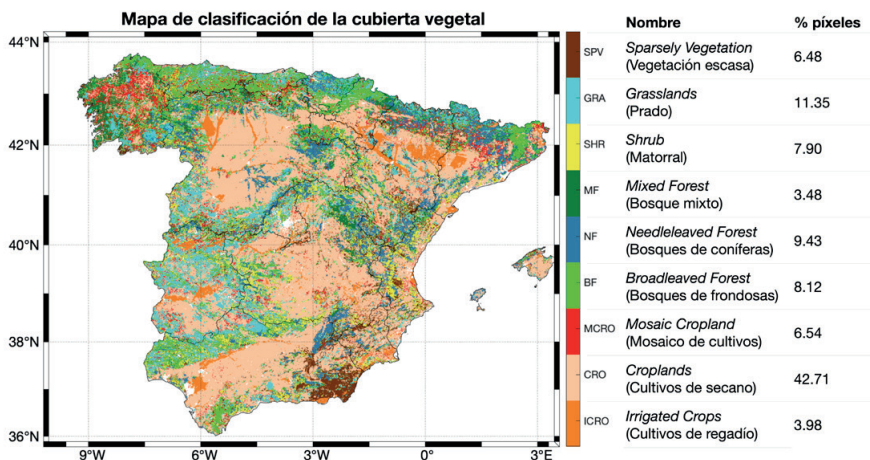 Mapa de clasificación de la cubierta vegetal
44°N
42°N
40°N
38°N
36°N
9°W
6°W
3°W
0°
3°E
Nombre % píxeles
SPV Sparsely Vegetation
(Vegetación escasa) 6.48
GRA Grasslands
(Prado) 11.35
SHR Shrub
(Matorral) 7.90
MF Mixed Forest
(Bosque mixto) 3.48
NF Needleleaved Forest
(Bosques de coníferas) 9.43
BF Broadleaved Forest
(Bosques de frondosas) 8.12
MCRO Mosaic Cropland
(Mosaico de cultivos) 6.54
CRO Croplands
(Cultivos de secano) 42.71
ICRO Irrigated Crops
(Cultivos de regadío) 3.98